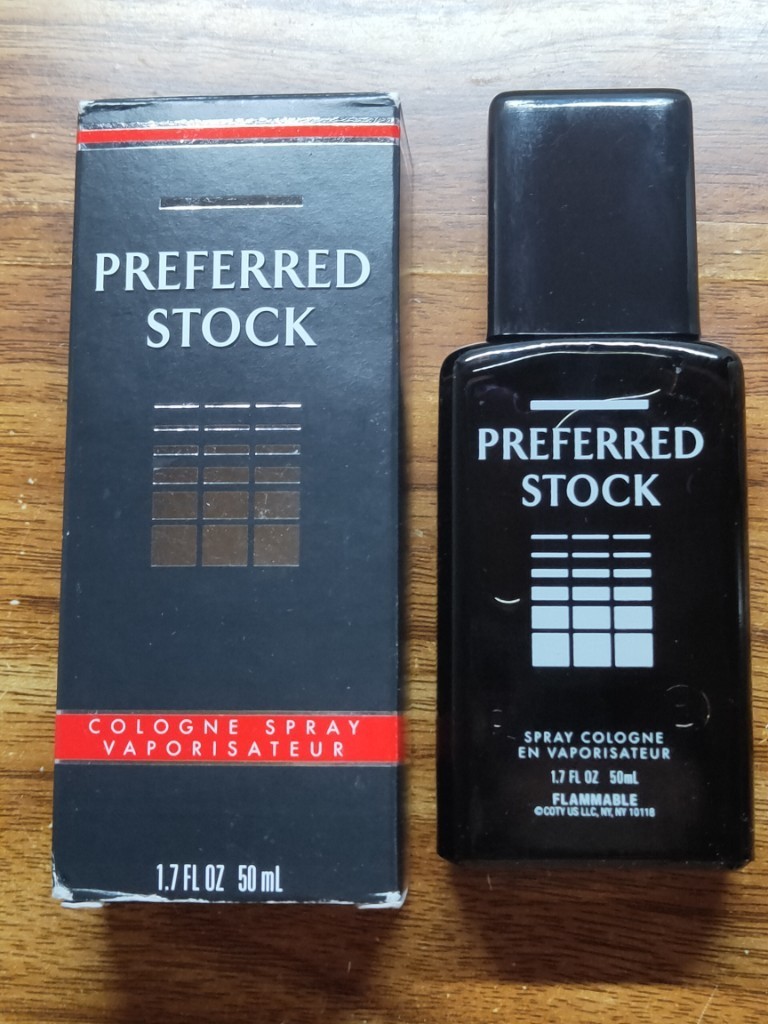 PREFERRED
STOCK
COLOGNE SPRAY
VAPORISATEUR
1.7 FL OZ 50 mL
PREFERRED
STOCK
SPRAY COLOGNE
EN VAPORISATEUR
1.7 FL OZ 50mL
FLAMMABLE
©COTY US LLC, NY, NY 10118